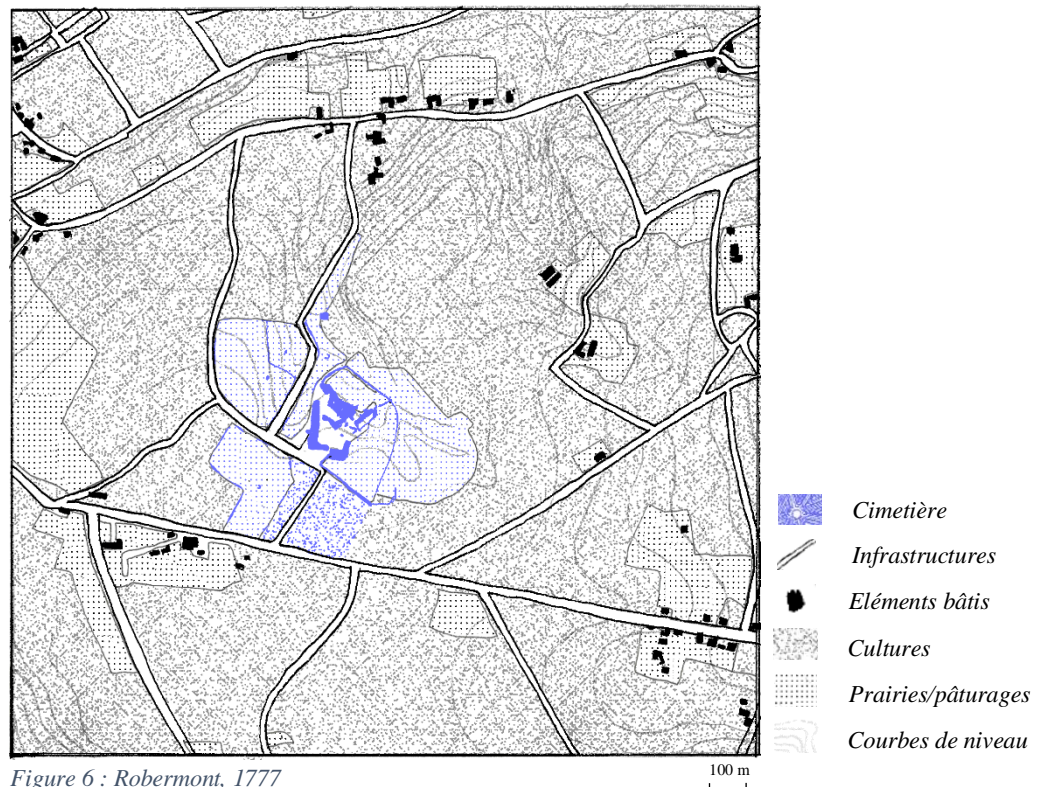 Cimetière
Infrastructures
Eléments bâtis
Cultures
Prairies/pâturages
Courbes de niveau
100 m
Figure 6 : Robermont, 1777